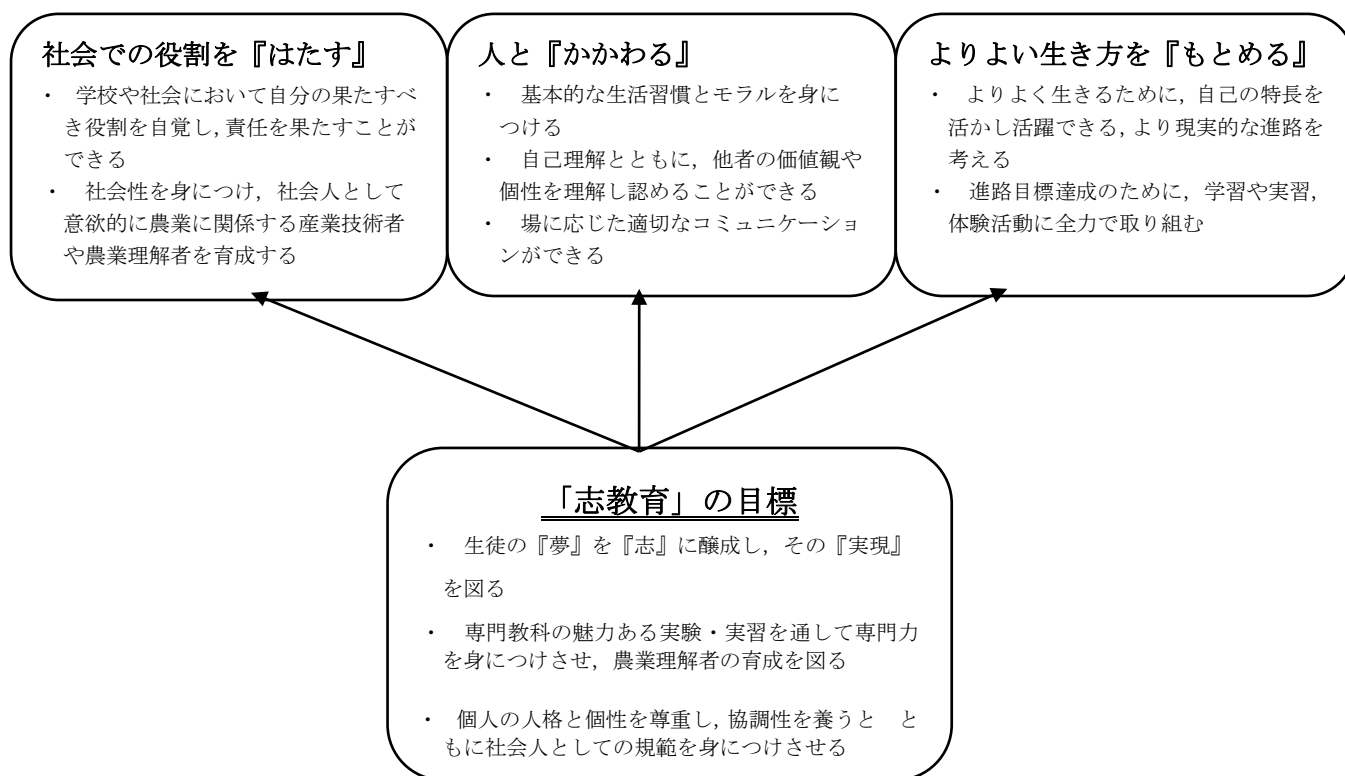 社会での役割を『はたす』
・　学校や社会において自分の果たすべ
き役割を自覚し,責任を果たすことが
できる
・　社会性を身につけ，社会人として
意欲的に農業に関係する産業技術者
や農業理解者を育成する
人と『かかわる』
・　基本的な生活習慣とモラルを身に
つける
・　自己理解とともに，他者の価値観や
個性を理解し認めることができる
・　場に応じた適切なコミュニケーショ
ンができる
よりよい生き方を『もとめる』
・　よりよく生きるために,自己の特長を
活かし活躍できる,より現実的な進路を
考える
・　進路目標達成のために，学習や実習，
体験活動に全力で取り組む
「志教育」の目標
・　生徒の『夢』を『志』に醸成し，その『実現』
を図る
・　専門教科の魅力ある実験・実習を通して専門力
を身につけさせ，農業理解者の育成を図る
・　個人の人格と個性を尊重し,協調性を養うと　と
もに社会人としての規範を身につけさせる